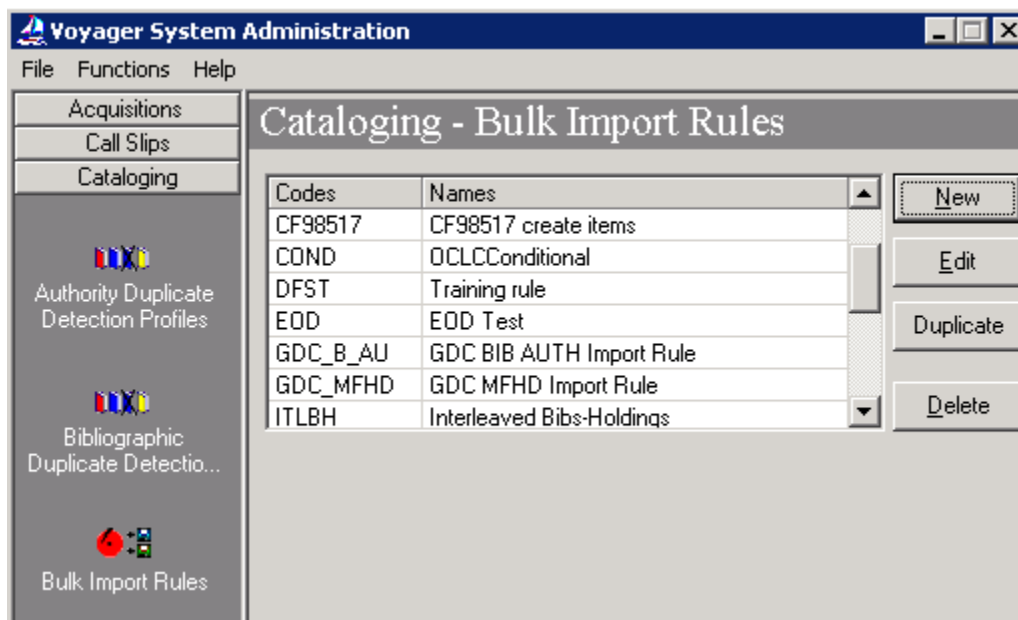 Voyager System Administration
File Functions Help
Acquisitions
Call Slips
Cataloging
Authority Duplicate
Detection Profiles
Bibliographic
Duplicate Detectio...
Bulk Import Rules
Cataloging - Bulk Import Rules
Codes Names
CF98517 CF98517 create items
COND OCLCConditional
DFST Training rule
EOD EOD Test
GDC_B_AU GDC BIB AUTH Import Rule
GDC_MFHD GDC MFHD Import Rule
ITLBH Interleaved Bibs-Holdings
New
Edit
Duplicate
Delete